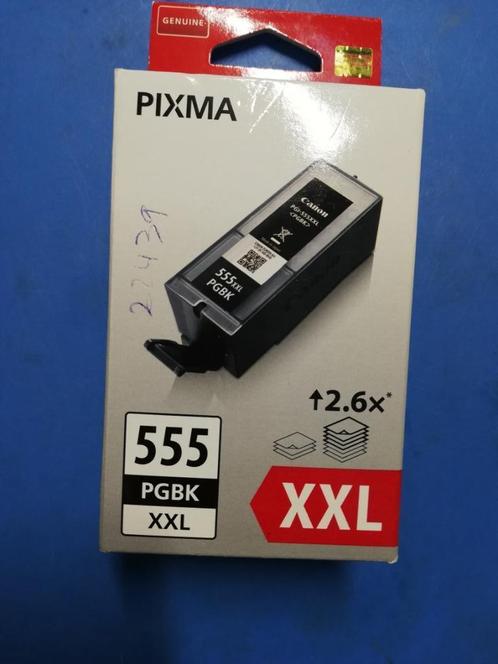 GENUINE
PIXMA
22439
Canon
PGI-555XXL
<PGBK>
555XXL
PGBK
↑2.6x*
555
PGBK
XXL
XXL